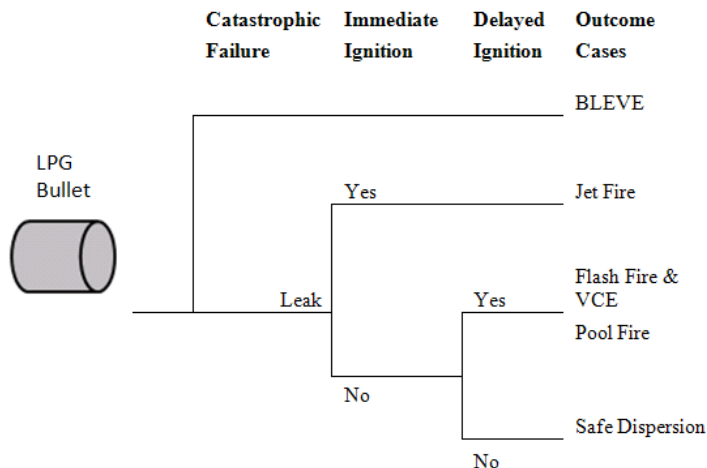 Catastrophic Immediate Delayed Outcome
Failure Ignition Ignition Cases
BLEVE
LPG
Bullet
Yes
Jet Fire
Leak
Yes
Flash Fire &
VCE
Pool Fire
No
Safe Dispersion
No